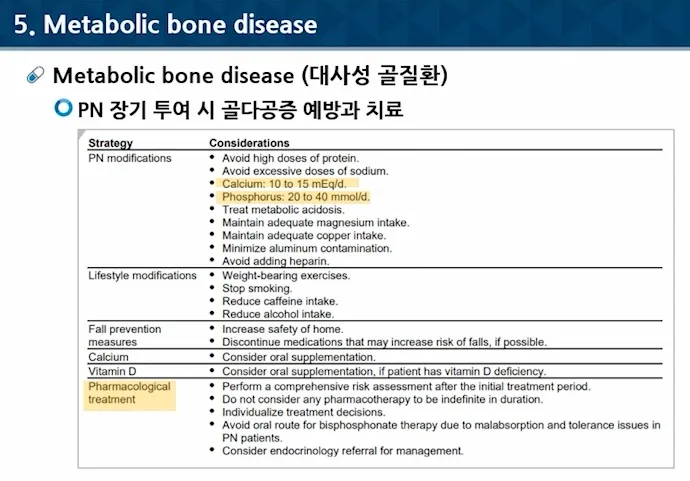 5. Metabolic bone disease
Metabolic bone disease (대사성 골질환)
PN 장기 투여 시 골다공증 예방과 치료
Strategy Considerations
PN modifications • Avoid high doses of protein.
• Avoid excessive doses of sodium.
• Calcium: 10 to 15 mEq/d.
• Phosphorus: 20 to 40 mmol/d.
• Treat metabolic acidosis.
• Maintain adequate magnesium intake.
• Maintain adequate copper intake.
• Minimize aluminum contamination.
• Avoid adding heparin.
Lifestyle modifications • Weight-bearing exercises.
• Stop smoking.
• Reduce caffeine intake.
• Reduce alcohol intake.
Fall prevention • Increase safety of home.
measures • Discontinue medications that may increase risk of falls, if possible.
Calcium • Consider oral supplementation.
Vitamin D • Consider oral supplementation, if patient has vitamin D deficiency.
Pharmacological • Perform a comprehensive risk assessment after the initial treatment period.
treatment • Do not consider any pharmacotherapy to be indefinite in duration.
• Individualize treatment decisions.
• Avoid oral route for bisphosphonate therapy due to malabsorption and tolerance issues in
PN patients.
• Consider endocrinology referral for management.